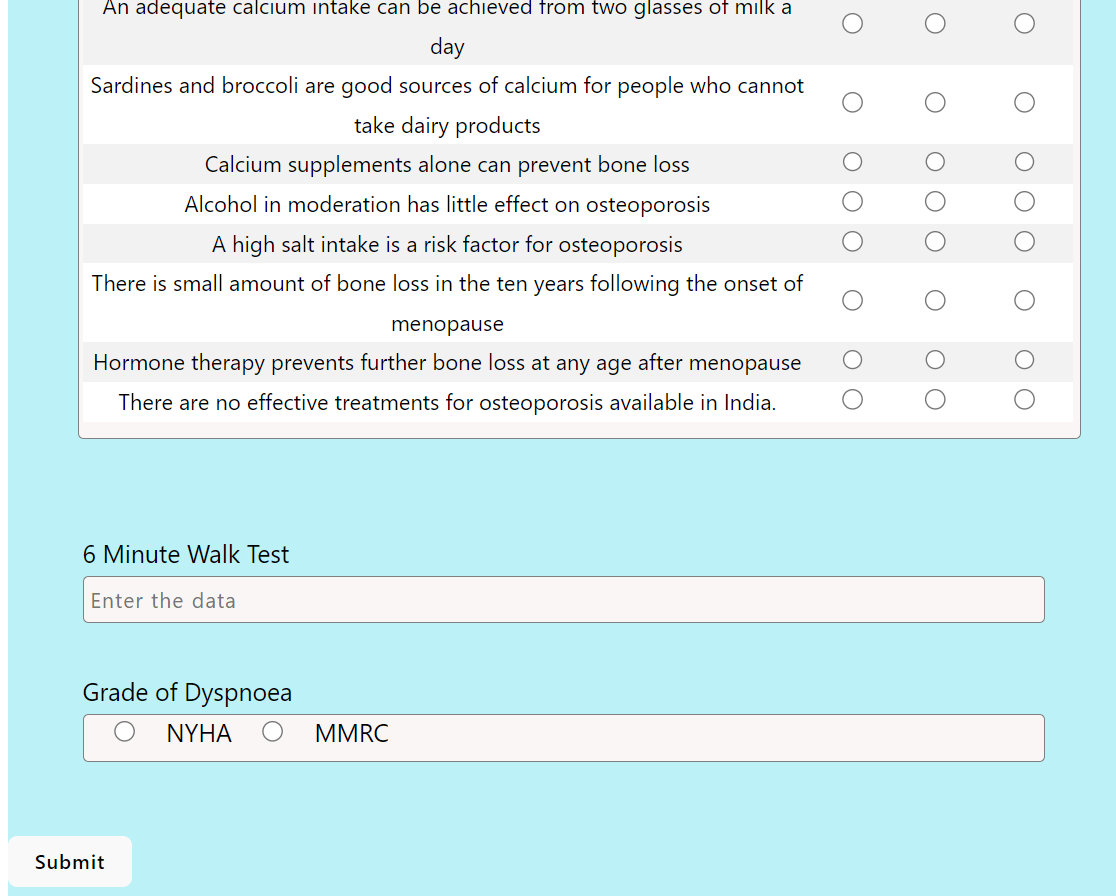 An adequate calcium intake can be achieved from two glasses of milk a
day
Sardines and broccoli are good sources of calcium for people who cannot
take dairy products
Calcium supplements alone can prevent bone loss
Alcohol in moderation has little effect on osteoporosis
A high salt intake is a risk factor for osteoporosis
There is small amount of bone loss in the ten years following the onset of
menopause
Hormone therapy prevents further bone loss at any age after menopause
There are no effective treatments for osteoporosis available in India.
6 Minute Walk Test
Enter the data
Grade of Dyspnoea
NYHA MMRC
Submit